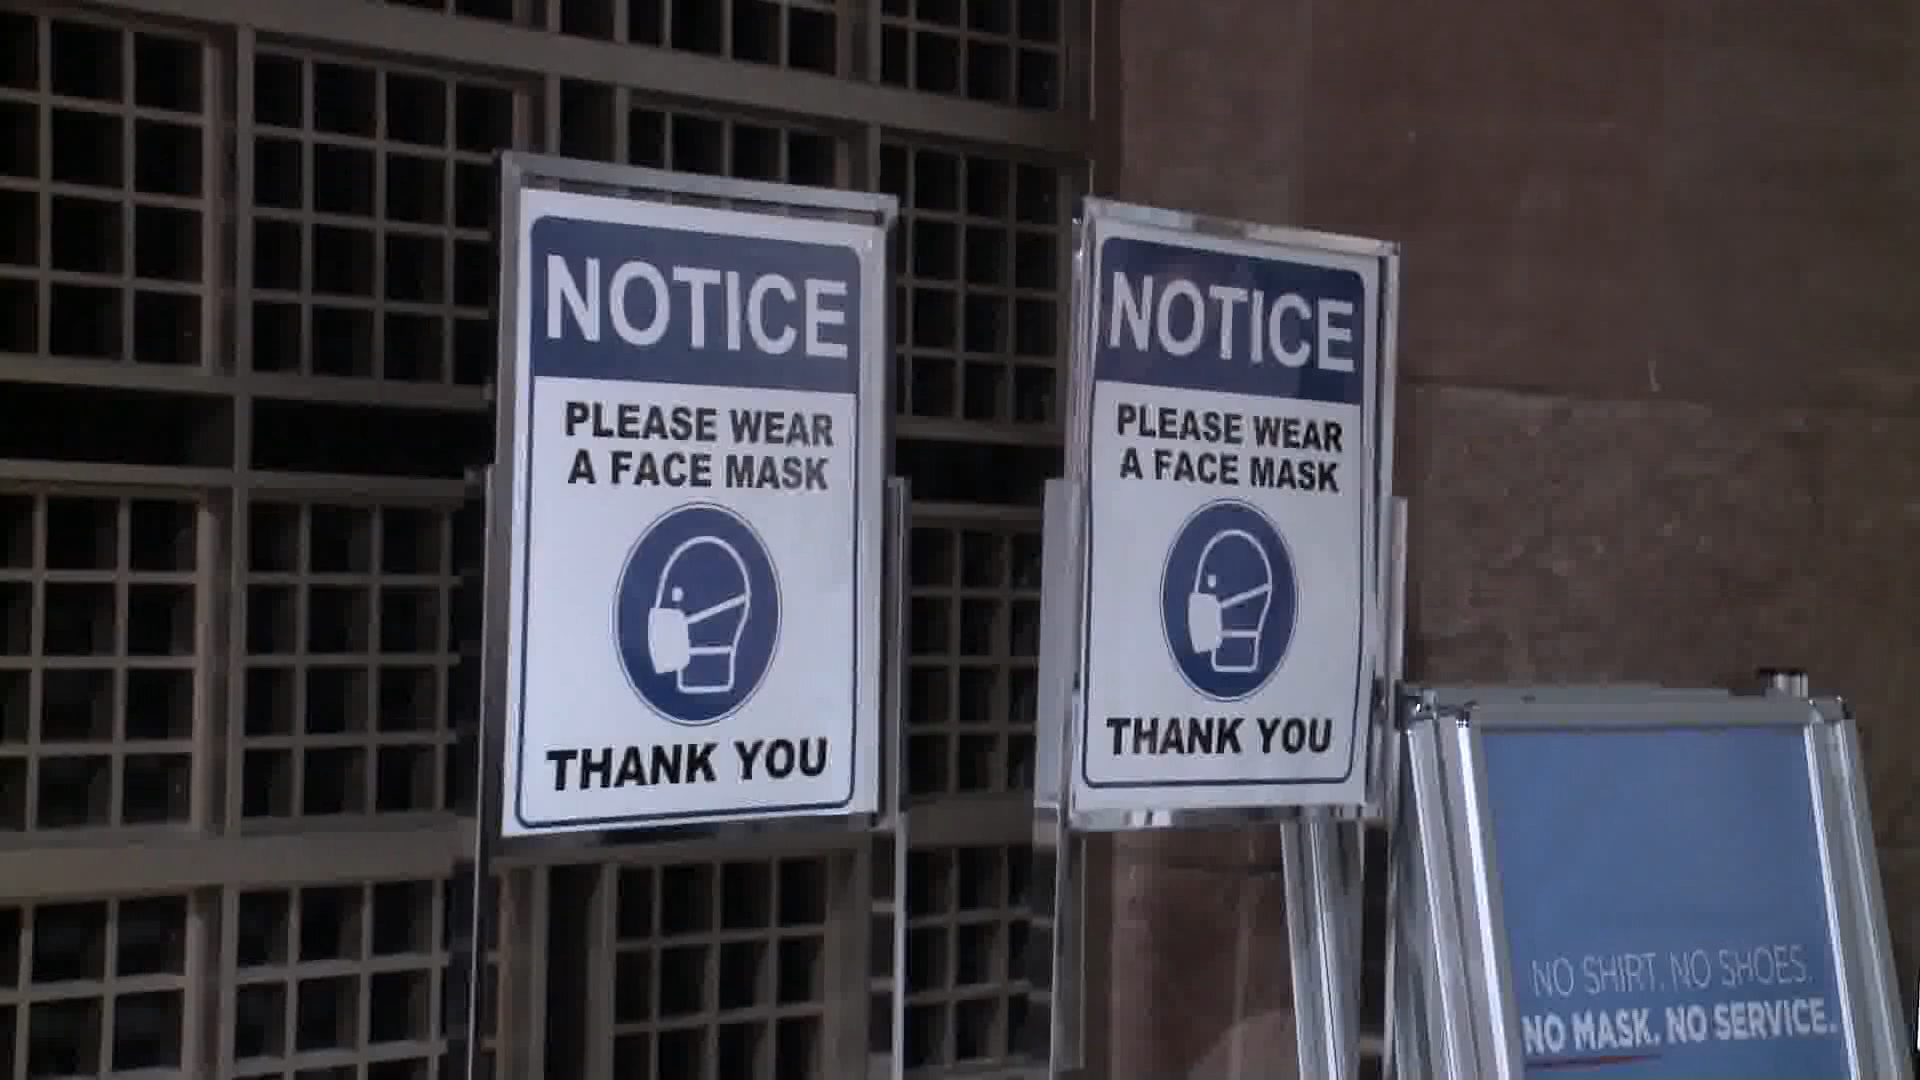 NOTICE
PLEASE WEAR
A FACE MASK
THANK YOU
NOTICE
PLEASE WEAR
A FACE MASK
THANK YOU
NO SHIRT. NO SHOES.
NO MASK. NO SERVICE.